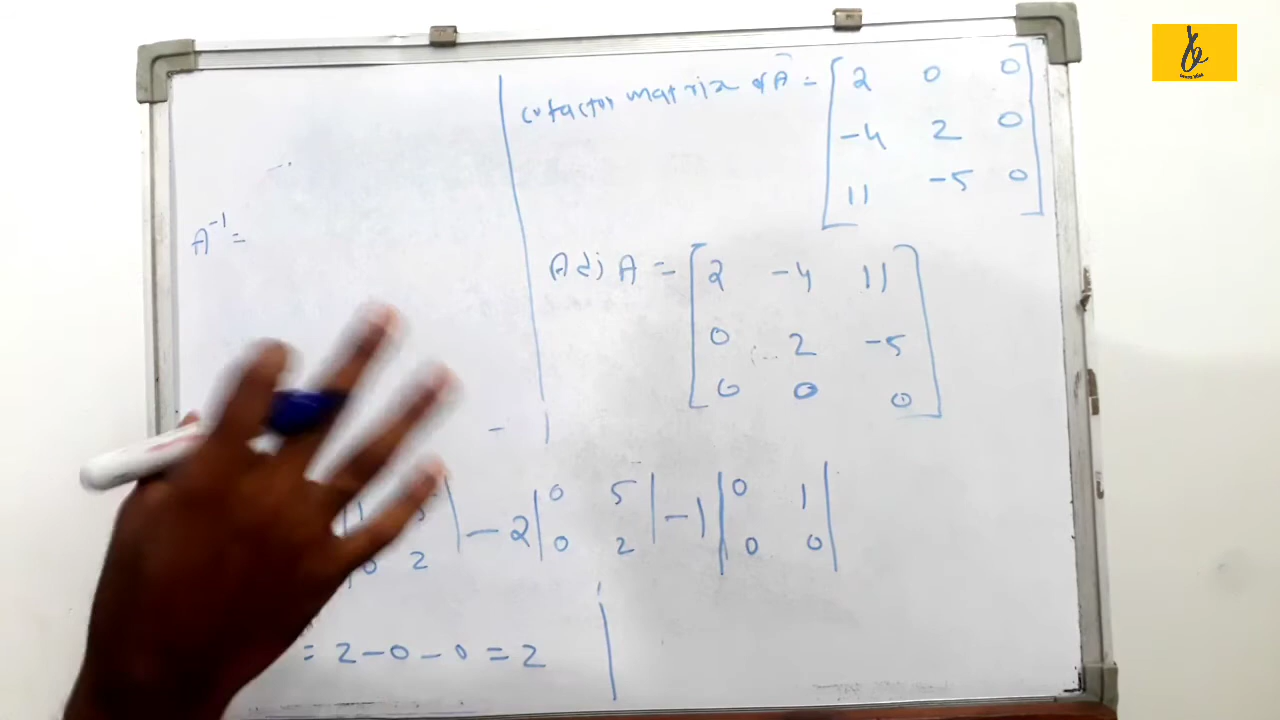 cofactor matrix of A = [ 2 0 0
-4 2 0
11 -5 0 ]
A⁻¹ =
Adj A = [ 2 -4 11
0 2 -5
0 0 0 ]
- 2 | 0 5 | - 1 | 0 1 |
0 2 | 0 2 | | 0 0 |
= 2 - 0 - 0 = 2